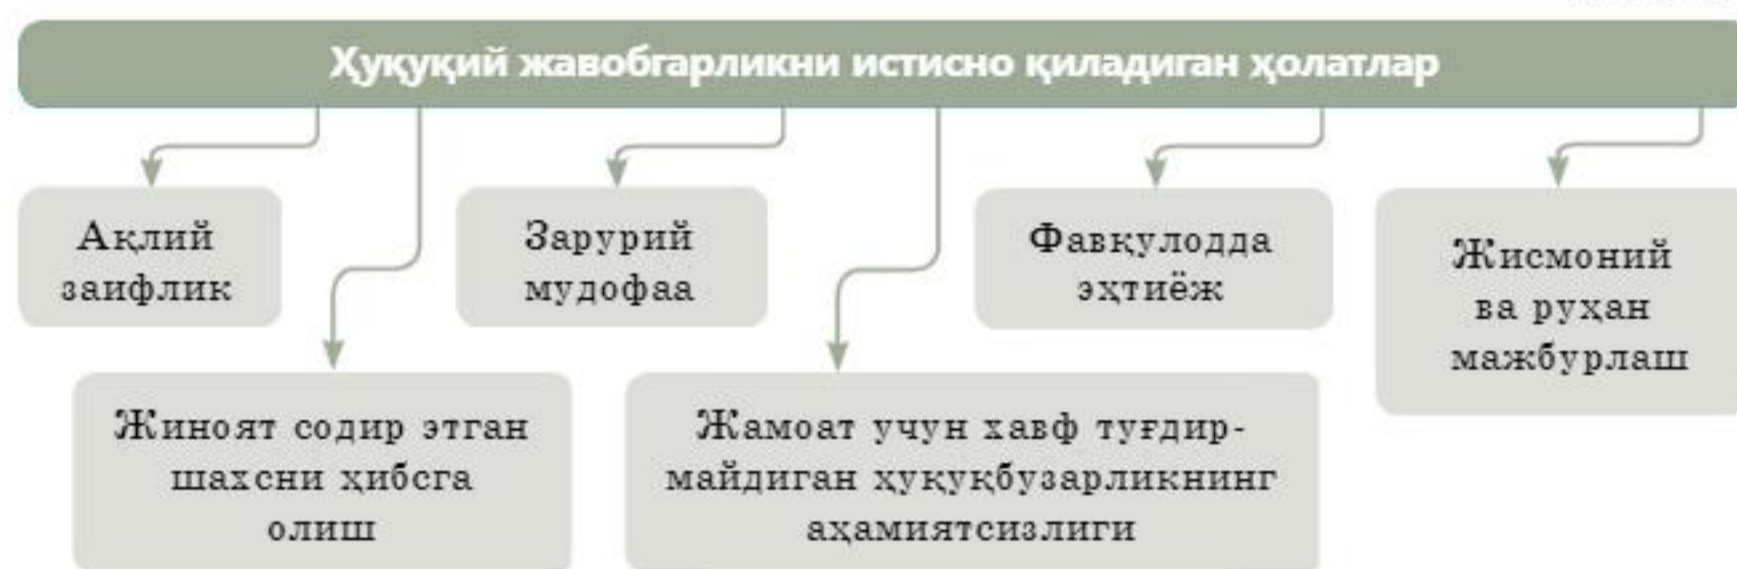 Ҳуқуқий жавобгарликни истисно қиладиган ҳолатлар
Ақлий
заифлик
Зарурий
мудофаа
Фавқулодда
эҳтиёж
Жисмоний
ва руҳан
мажбурлаш
Жиноят содир этган
шахсни ҳибсга
олиш
Жамоат учун хавф туғдир-
майдиган ҳуқуқбузарликнинг
аҳамиятсизлиги